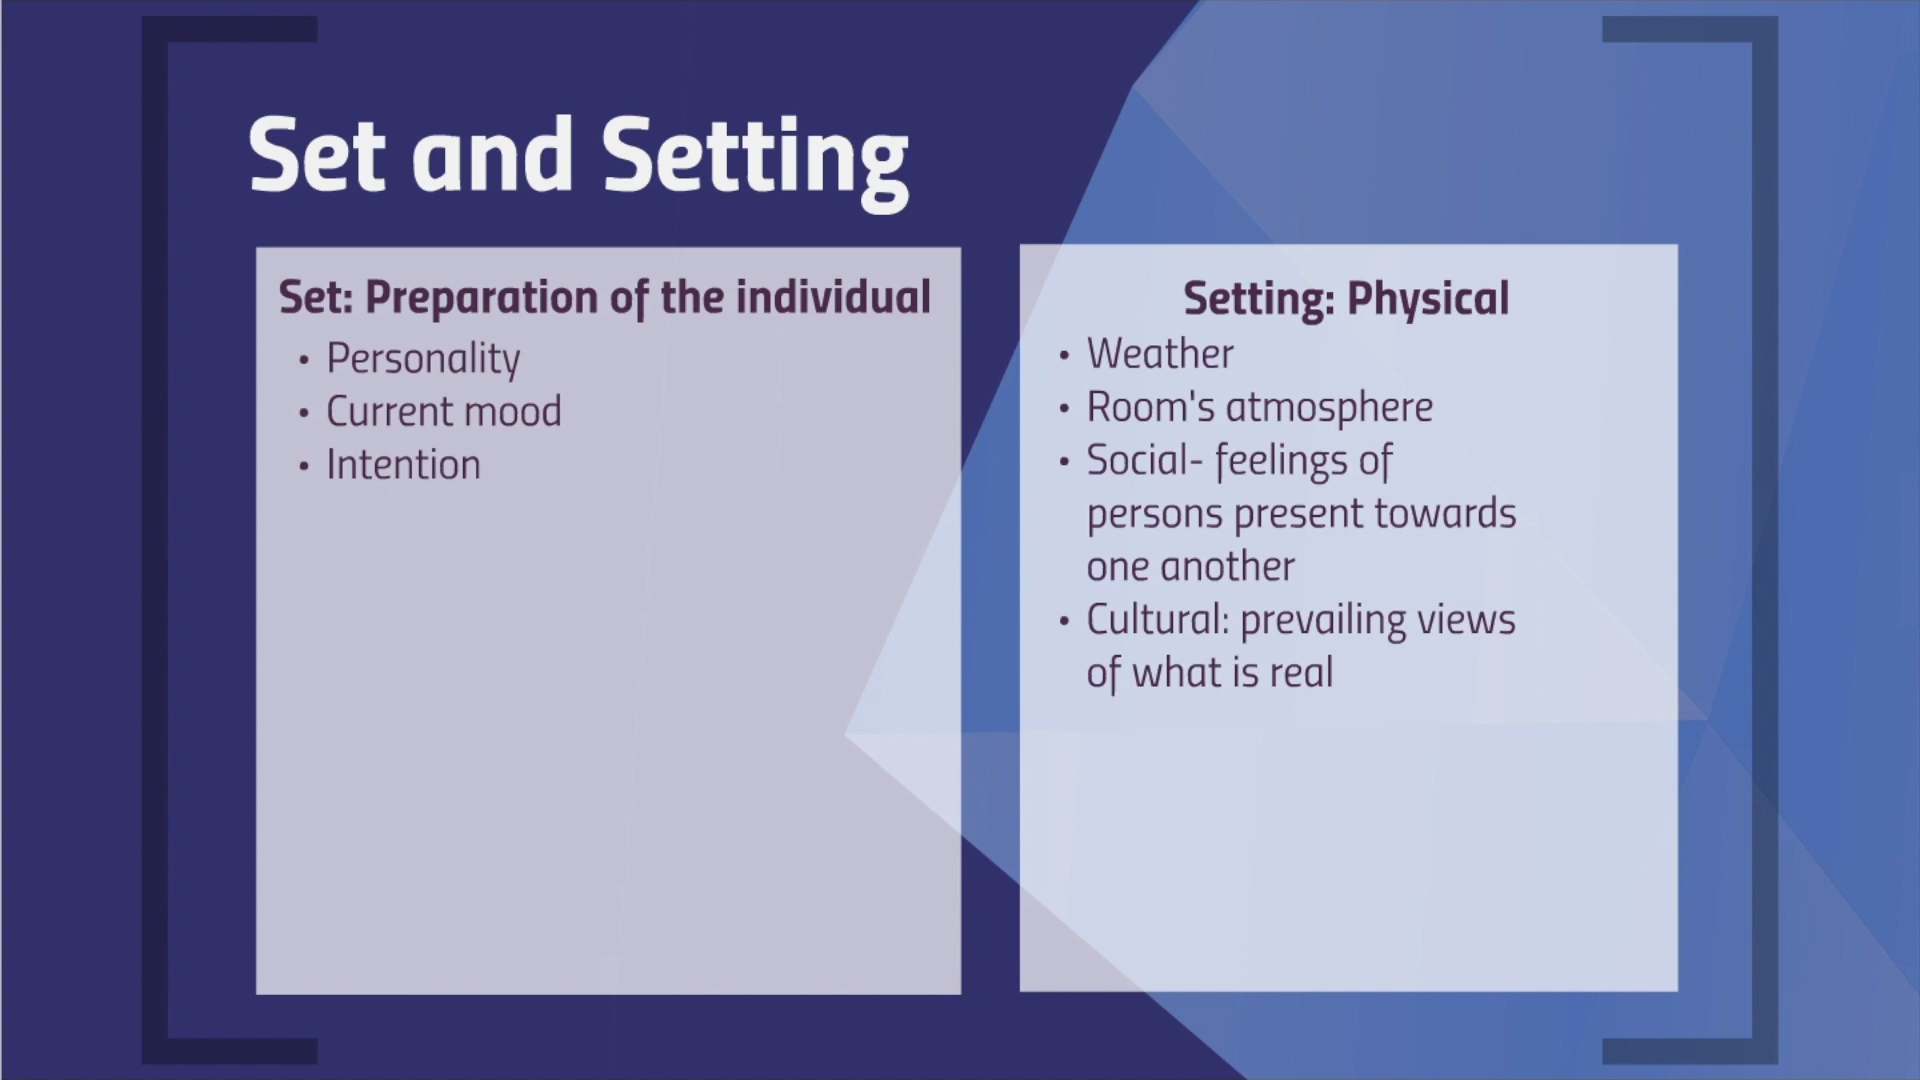 Set and Setting
Set: Preparation of the individual
• Personality
• Current mood
• Intention
Setting: Physical
• Weather
• Room's atmosphere
• Social- feelings of
persons present towards
one another
• Cultural: prevailing views
of what is real